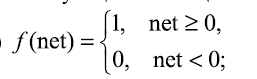 f(net) = { 1, net ≥ 0,
0, net < 0;